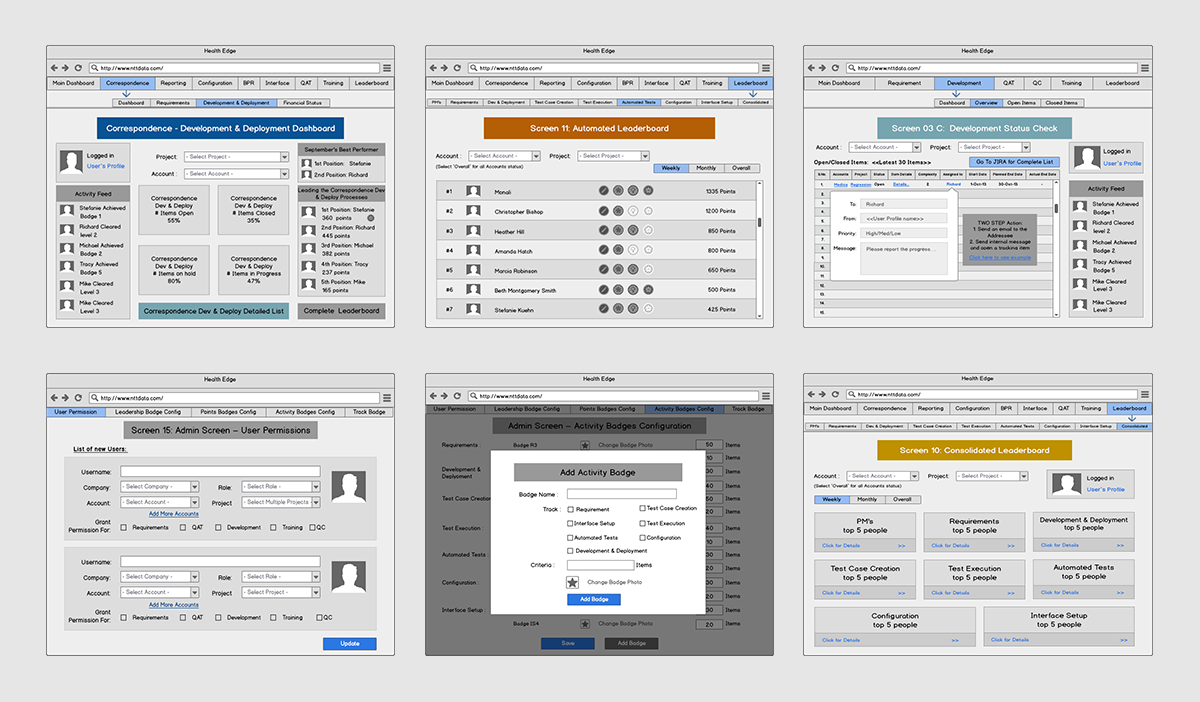 Health Edge
http://www.nttdata.com/
Main Dashboard Correspondence Reporting Configuration BPR Interface QAT Training Leaderboard
Dashboard Requirements Development & Deployment Financial Status
Correspondence - Development & Deployment Dashboard
Logged in
User's Profile
Project: - Select Project -
Account: - Select Account -
September's Best Performer
1st Position: Stefanie
2nd Position: Richard
Activity Feed
Stefanie Achieved
Badge 1
Richard Cleared
level 2
Michael Achieved
Badge 2
Tracy Achieved
Badge 5
Mike Cleared
Level 3
Mike Cleared
Level 3
Correspondence
Dev & Deploy
# Items Open
55%
Correspondence
Dev & Deploy
# Items Closed
35%
Correspondence
Dev & Deploy
# Items on hold
80%
Correspondence
Dev & Deploy
# Items in Progress
47%
Leading the Correspondence Dev
& Deploy Processes
1st Position: Stefanie
360 points
2nd Position: Richard
445 points
3rd Position: Michael
382 points
4th Position: Tracy
237 points
5th Position: Mike
165 points
Correspondence Dev & Deploy Detailed List
Complete Leaderboard
Health Edge
http://www.nttdata.com/
Main Dashboard Correspondence Reporting Configuration BPR Interface QAT Training Leaderboard
PM's Requirements Dev & Deployment Test Case Creation Test Execution Automated Tests Configuration Interface Setup Consolidated
Screen 11: Automated Leaderboard
Account : - Select Account - Project: - Select Project -
(Select 'Overall' for all Accounts status)
Weekly Monthly Overall
#1 Monali 1335 Points
#2 Christopher Bishop 1200 Points
#3 Heather Hill 850 Points
#4 Amanda Hatch 800 Points
#5 Marcia Robinson 650 Points
#6 Beth Montgomery Smith 500 Points
#7 Stefanie Kuehn 425 Points
Health Edge
http://www.nttdata.com/
Main Dashboard Requirement Development QAT QC Training Leaderboard
Dashboard Overview Open Items Closed Items
Screen 03 C: Development Status Check
Account : - Select Account - Project: - Select Project -
Open/Closed Items: <<Latest 30 Items>>
Go To JIRA for Complete List
S.No. Accounts Project Status Item Details Complexity Assigned to Start Date Planned End Date Actual End Date
1. Medica Regression Open Details.. 2 Richard 1-Oct-15 30-Oct-15 -
To: Richard
From: <<User Profile name>>
Priority: High/Med/Low
Message: Please report the progress...
TWO STEP Action:
1. Send an email to the
Addressee
2. Send internal message
and open a tracking item
Click here to see example
Logged in
User's Profile
Activity Feed
Stefanie Achieved
Badge 1
Richard Cleared
level 2
Michael Achieved
Badge 2
Tracy Achieved
Badge 5
Mike Cleared
Level 3
Mike Cleared
Level 3
Health Edge
http://www.nttdata.com/
User Permission Leadership Badge Config Points Badges Config Activity Badges Config Track Badge
Screen 15: Admin Screen – User Permissions
List of new Users:
Username:
Company: - Select Company - Role: - Select Role -
Account: - Select Account - Project - Select Multiple Projects
Add More Accounts
Grant
Permission For: Requirements QAT Development Training QC
Username:
Company: - Select Company - Role: - Select Role -
Account: - Select Account - Project - Select Project -
Add More Accounts
Grant
Permission For: Requirements QAT Development Training QC
Update
Health Edge
http://www.nttdata.com/
User Permission Leadership Badge Config Points Badges Config Activity Badges Config Track Badge
Admin Screen – Activity Badges Configuration
Requirements : Badge R3 Change Badge Photo 50 Items
Development &
Deployment
Test Case Creation
Test Execution :
Automated Tests :
Configuration :
Interface Setup :
Badge IS4 Change Badge Photo 20 Items
Save Add Badge
Add Activity Badge
Badge Name :
Track : Requirement Test Case Creation
Interface Setup Test Execution
Automated Tests Configuration
Development & Deployment
Criteria : Items
Change Badge Photo
Add Badge
Health Edge
http://www.nttdata.com/
Main Dashboard Correspondence Reporting Configuration BPR Interface QAT Training Leaderboard
PM's Requirements Dev & Deployment Test Case Creation Test Execution Automated Tests Configuration Interface Setup Consolidated
Screen 10: Consolidated Leaderboard
Account : - Select Account - Project: - Select Project -
(Select 'Overall' for all Accounts status)
Weekly Monthly Overall
Logged in
User's Profile
PM's
top 5 people
Click for Details >>
Requirements
top 5 people
Click for Details >>
Development & Deployment
top 5 people
Click for Details >>
Test Case Creation
top 5 people
Click for Details >>
Test Execution
top 5 people
Click for Details >>
Automated Tests
top 5 people
Click for Details >>
Configuration
top 5 people
Click for Details >>
Interface Setup
top 5 people
Click for Details >>